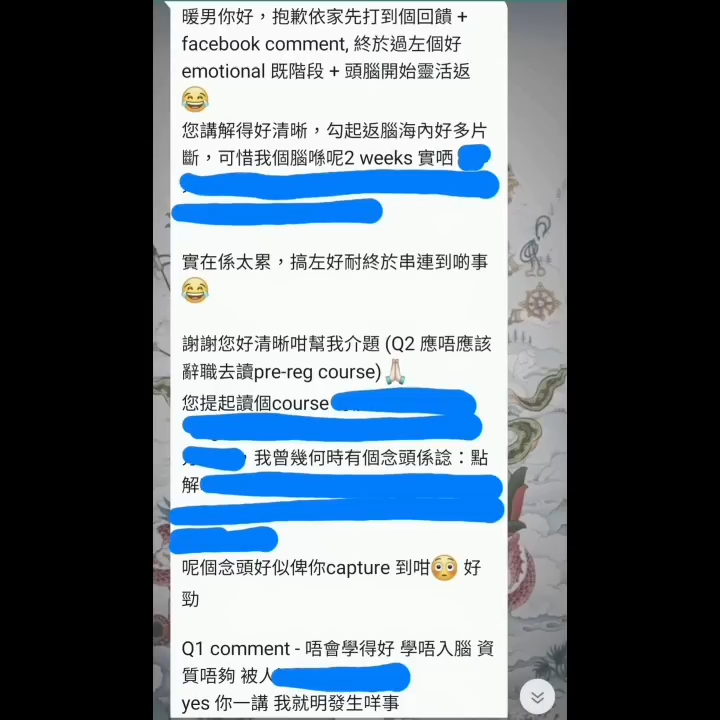 暖男你好，抱歉依家先打到個回饋 +
facebook comment, 終於過左個好
emotional 既階段 + 頭腦開始靈活返
😂
您講解得好清晰，勾起返腦海內好多片
斷，可惜我個腦喺呢2 weeks 實哂
實在係太累，搞左好耐終於串連到啲事
😂
謝謝您好清晰咁幫我介題 (Q2 應唔應該
辭職去讀pre-reg course)🙏🏻
您提起讀個course
，我曾幾何時有個念頭係諗：點
解
呢個念頭好似俾你capture 到咁😳 好
勁
Q1 comment - 唔會學得好 學唔入腦 資
質唔夠 被人
yes 你一講 我就明發生咩事